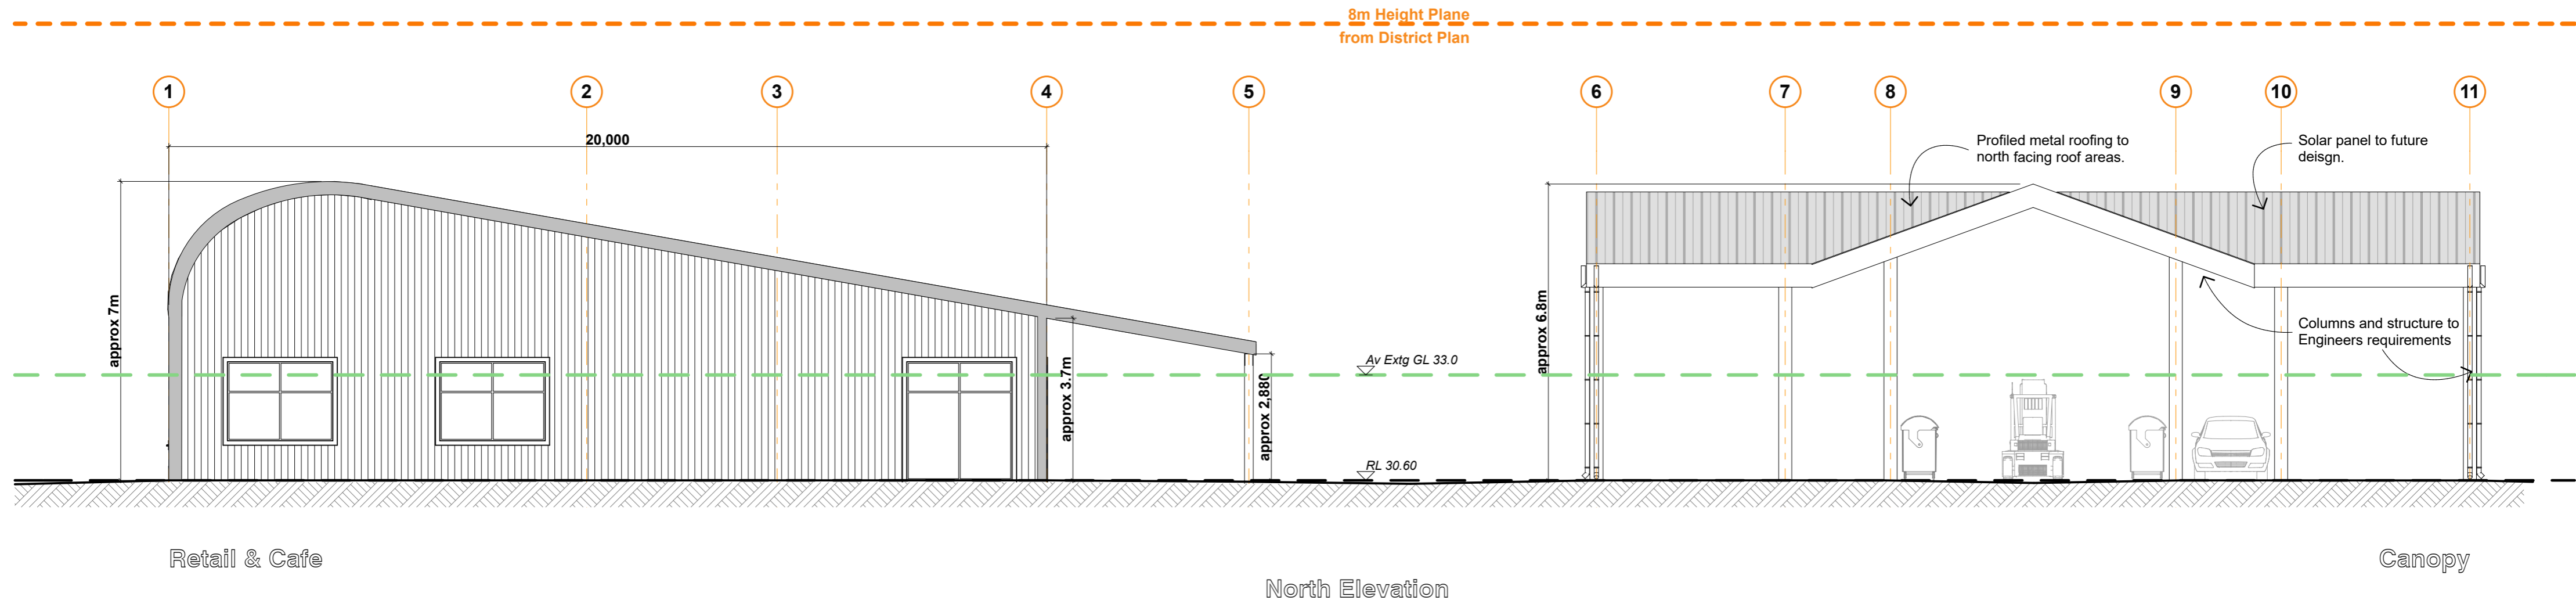 8m Height Plane
from District Plan
1
2
3
4
5
6
7
8
9
10
11
20,000
Profiled metal roofing to
north facing roof areas.
Solar panel to future
deisgn.
approx 7m
approx 3.7m
approx 2,880
Av Extg GL 33.0
RL 30.60
approx 6.8m
Columns and structure to
Engineers requirements
Retail & Cafe
Canopy
North Elevation